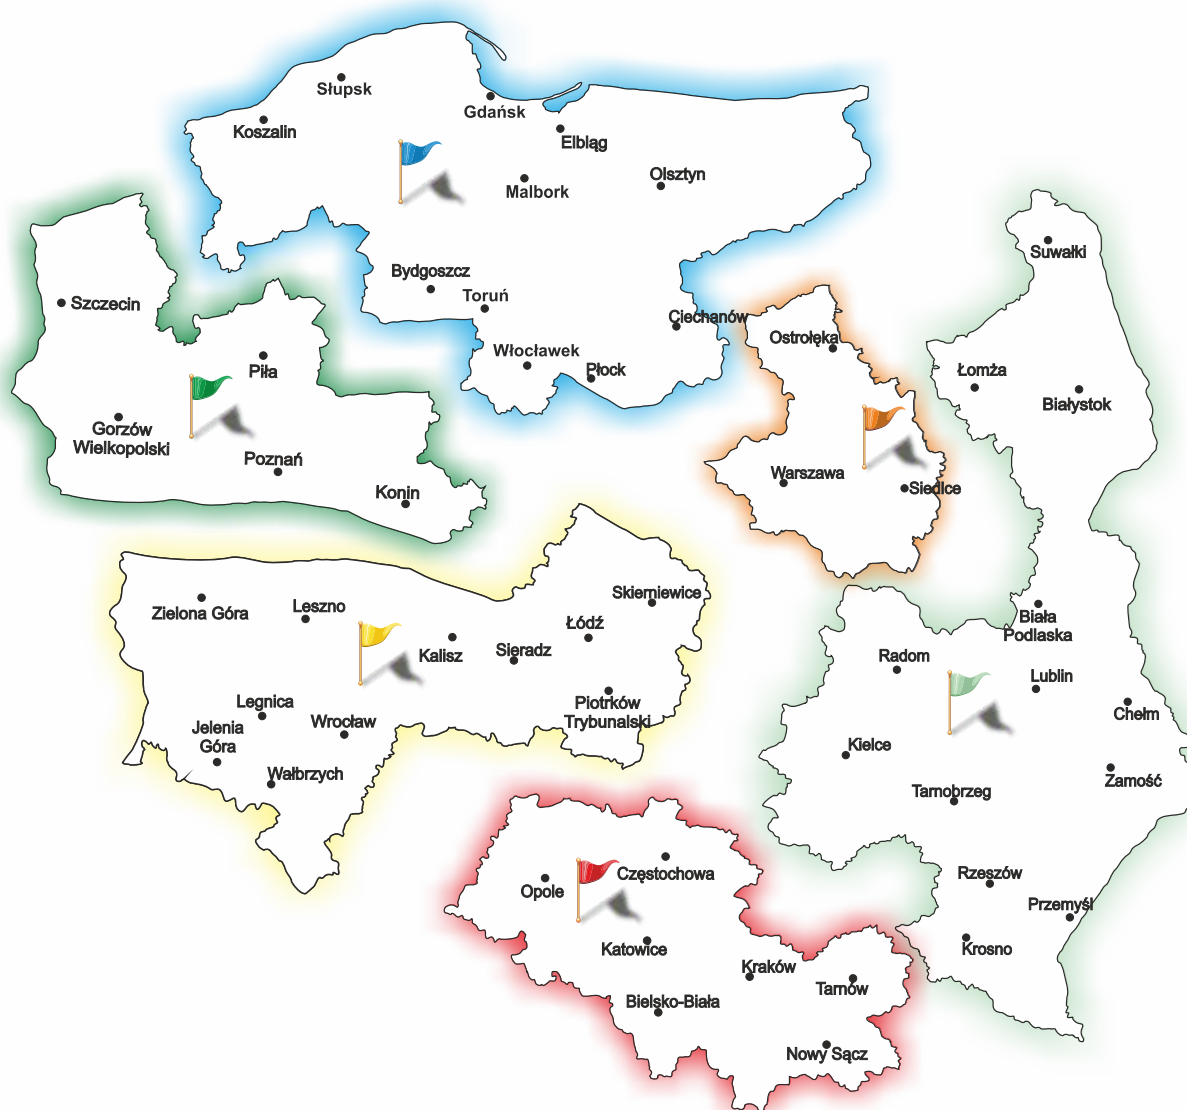 Słupsk
Gdańsk
Koszalin
Elbląg
Olsztyn
Malbork
Bydgoszcz
Toruń
Ciechanów
Włocławek
Płock
Szczecin
Piła
Gorzów
Wielkopolski
Poznań
Konin
Ostrołęka
Warszawa
Siedlce
Suwałki
Łomża
Białystok
Biała
Podlaska
Radom
Lublin
Chełm
Kielce
Zamość
Tarnobrzeg
Rzeszów
Przemyśl
Krosno
Skierniewice
Zielona Góra
Leszno
Łódź
Kalisz
Sieradz
Legnica
Piotrków
Trybunalski
Wrocław
Jelenia
Góra
Wałbrzych
Częstochowa
Opole
Katowice
Kraków
Tarnów
Bielsko-Biała
Nowy Sącz